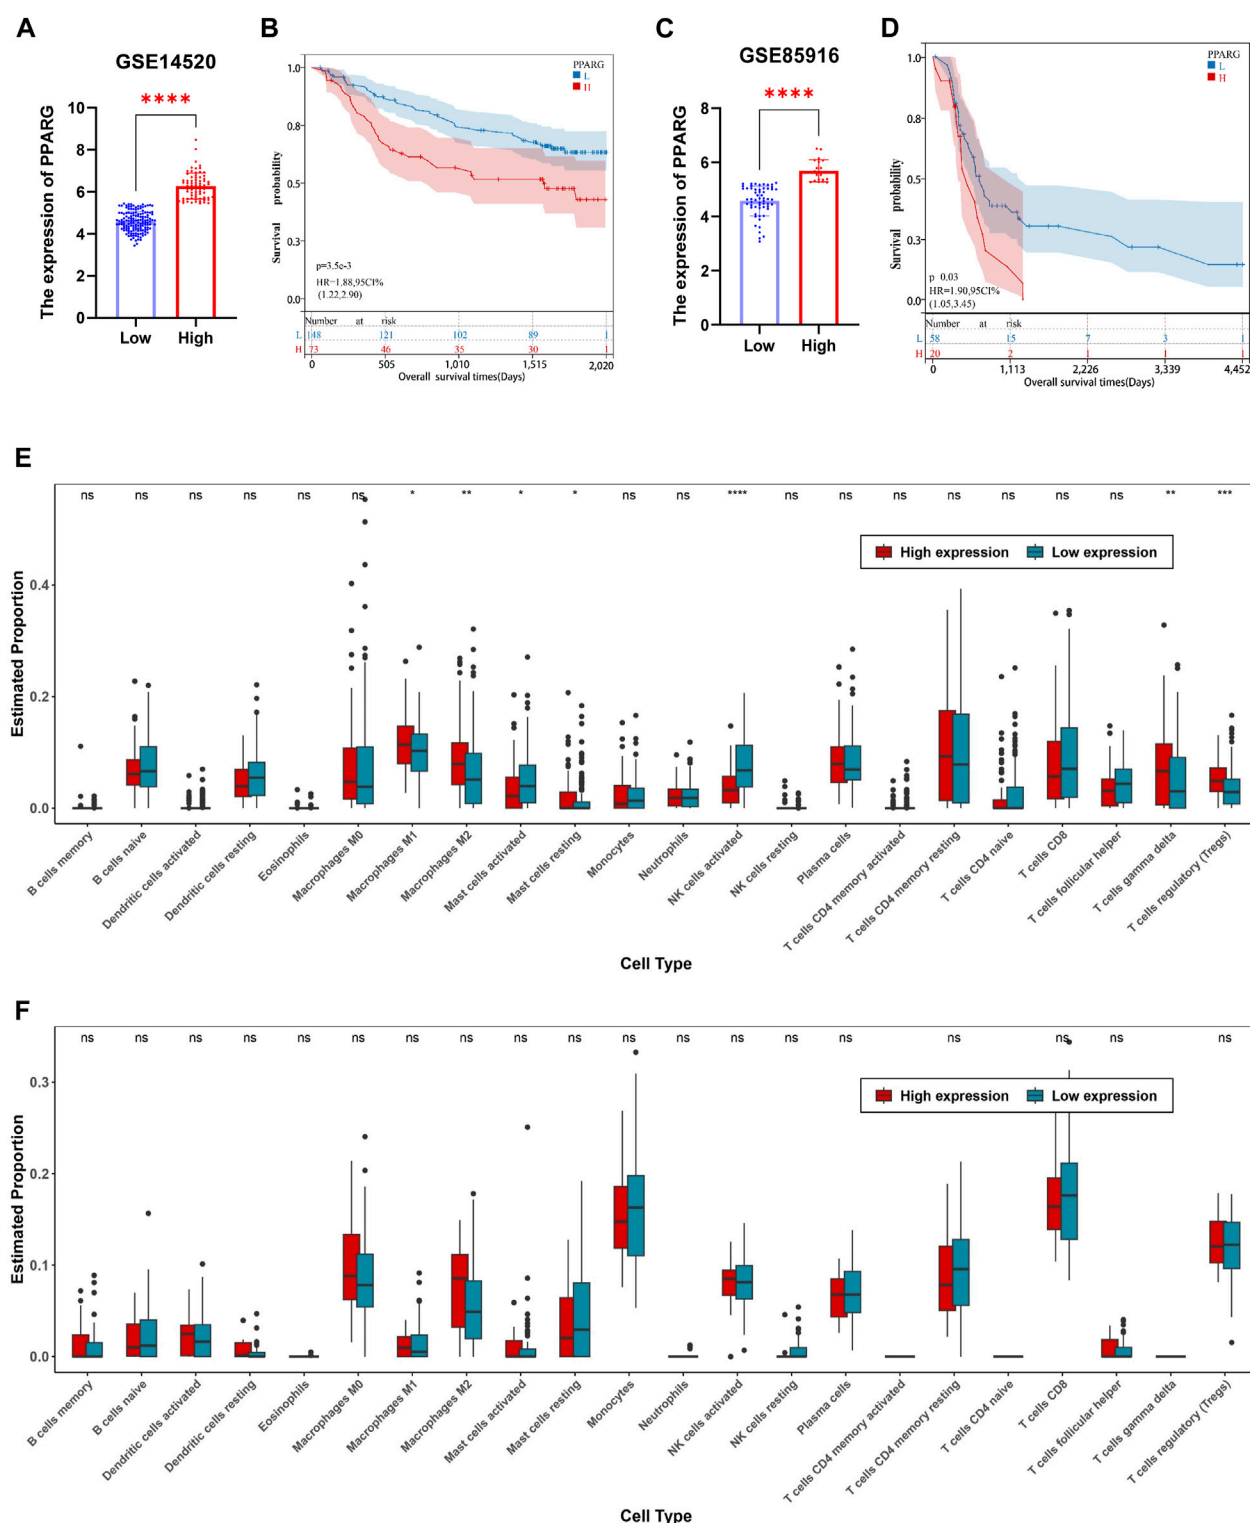 A
GSE14520
****
The expression of PPARG
10
8
6
4
2
0
Low
High
B
PPARG
L
H
1.0
0.8
0.5
0.3
0.0
Survival probability
p=3.5e-3
HR=1.88,95CI%
(1.22,2.90)
Number at risk
L 148 121 102 89 1
H 73 46 35 30 1
0 505 1,010 1,515 2,020
Overall survival times(Days)
C
GSE85916
****
The expression of PPARG
8
6
4
2
0
Low
High
D
PPARG
L
H
1.0
0.8
0.5
0.3
0.0
Survival probability
p 0.03
HR=1.90,95CI%
(1.05,3.45)
Number at risk
L 58 15 7 3 1
H 20 2 1 1 1
0 1,113 2,226 3,339 4,452
Overall survival times(Days)
E
ns ns ns ns ns ns * ** * * ns ns **** ns ns ns ns ns ns ns ** ***
High expression Low expression
Estimated Proportion
0.4
0.2
0.0
B cells memory
B cells naive
Dendritic cells activated
Dendritic cells resting
Eosinophils
Macrophages M0
Macrophages M1
Macrophages M2
Mast cells activated
Mast cells resting
Monocytes
Neutrophils
NK cells activated
NK cells resting
Plasma cells
T cells CD4 memory activated
T cells CD4 memory resting
T cells CD4 naive
T cells CD8
T cells follicular helper
T cells gamma delta
T cells regulatory (Tregs)
Cell Type
F
ns ns ns ns ns ns ns ns ns ns ns ns ns ns ns ns ns ns ns
High expression Low expression
Estimated Proportion
0.3
0.2
0.1
0.0
B cells memory
B cells naive
Dendritic cells activated
Dendritic cells resting
Eosinophils
Macrophages M0
Macrophages M1
Macrophages M2
Mast cells activated
Mast cells resting
Monocytes
Neutrophils
NK cells activated
NK cells resting
Plasma cells
T cells CD4 memory activated
T cells CD4 memory resting
T cells CD4 naive
T cells CD8
T cells follicular helper
T cells gamma delta
T cells regulatory (Tregs)
Cell Type